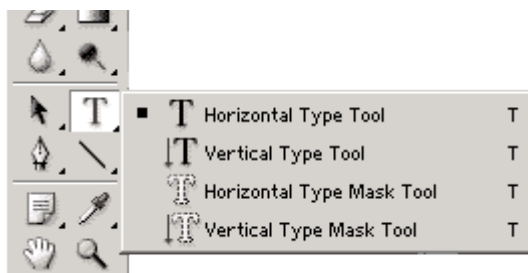 T Horizontal Type Tool T
T Vertical Type Tool T
T Horizontal Type Mask Tool T
T Vertical Type Mask Tool T